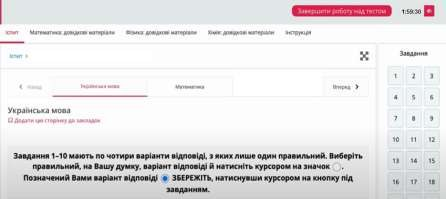 Завершити роботу над тестом
1:59:30
Іспит Математика: довідкові матеріали Фізика: довідкові матеріали Хімія: довідкові матеріали Інструкція
Іспит ›
Завдання
‹ Назад Українська мова Математика Вперед ›
1 2 3
4 5 6
7 8 9
10 11 12
13 14 15
16 17 18
Українська мова
Додати цю сторінку до закладок
Завдання 1–10 мають по чотири варіанти відповіді, з яких лише один правильний. Виберіть
правильний, на Вашу думку, варіант відповіді й натисніть курсором на значок .
Позначений Вами варіант відповіді ЗБЕРЕЖІТЬ, натиснувши курсором на кнопку під
завданням.